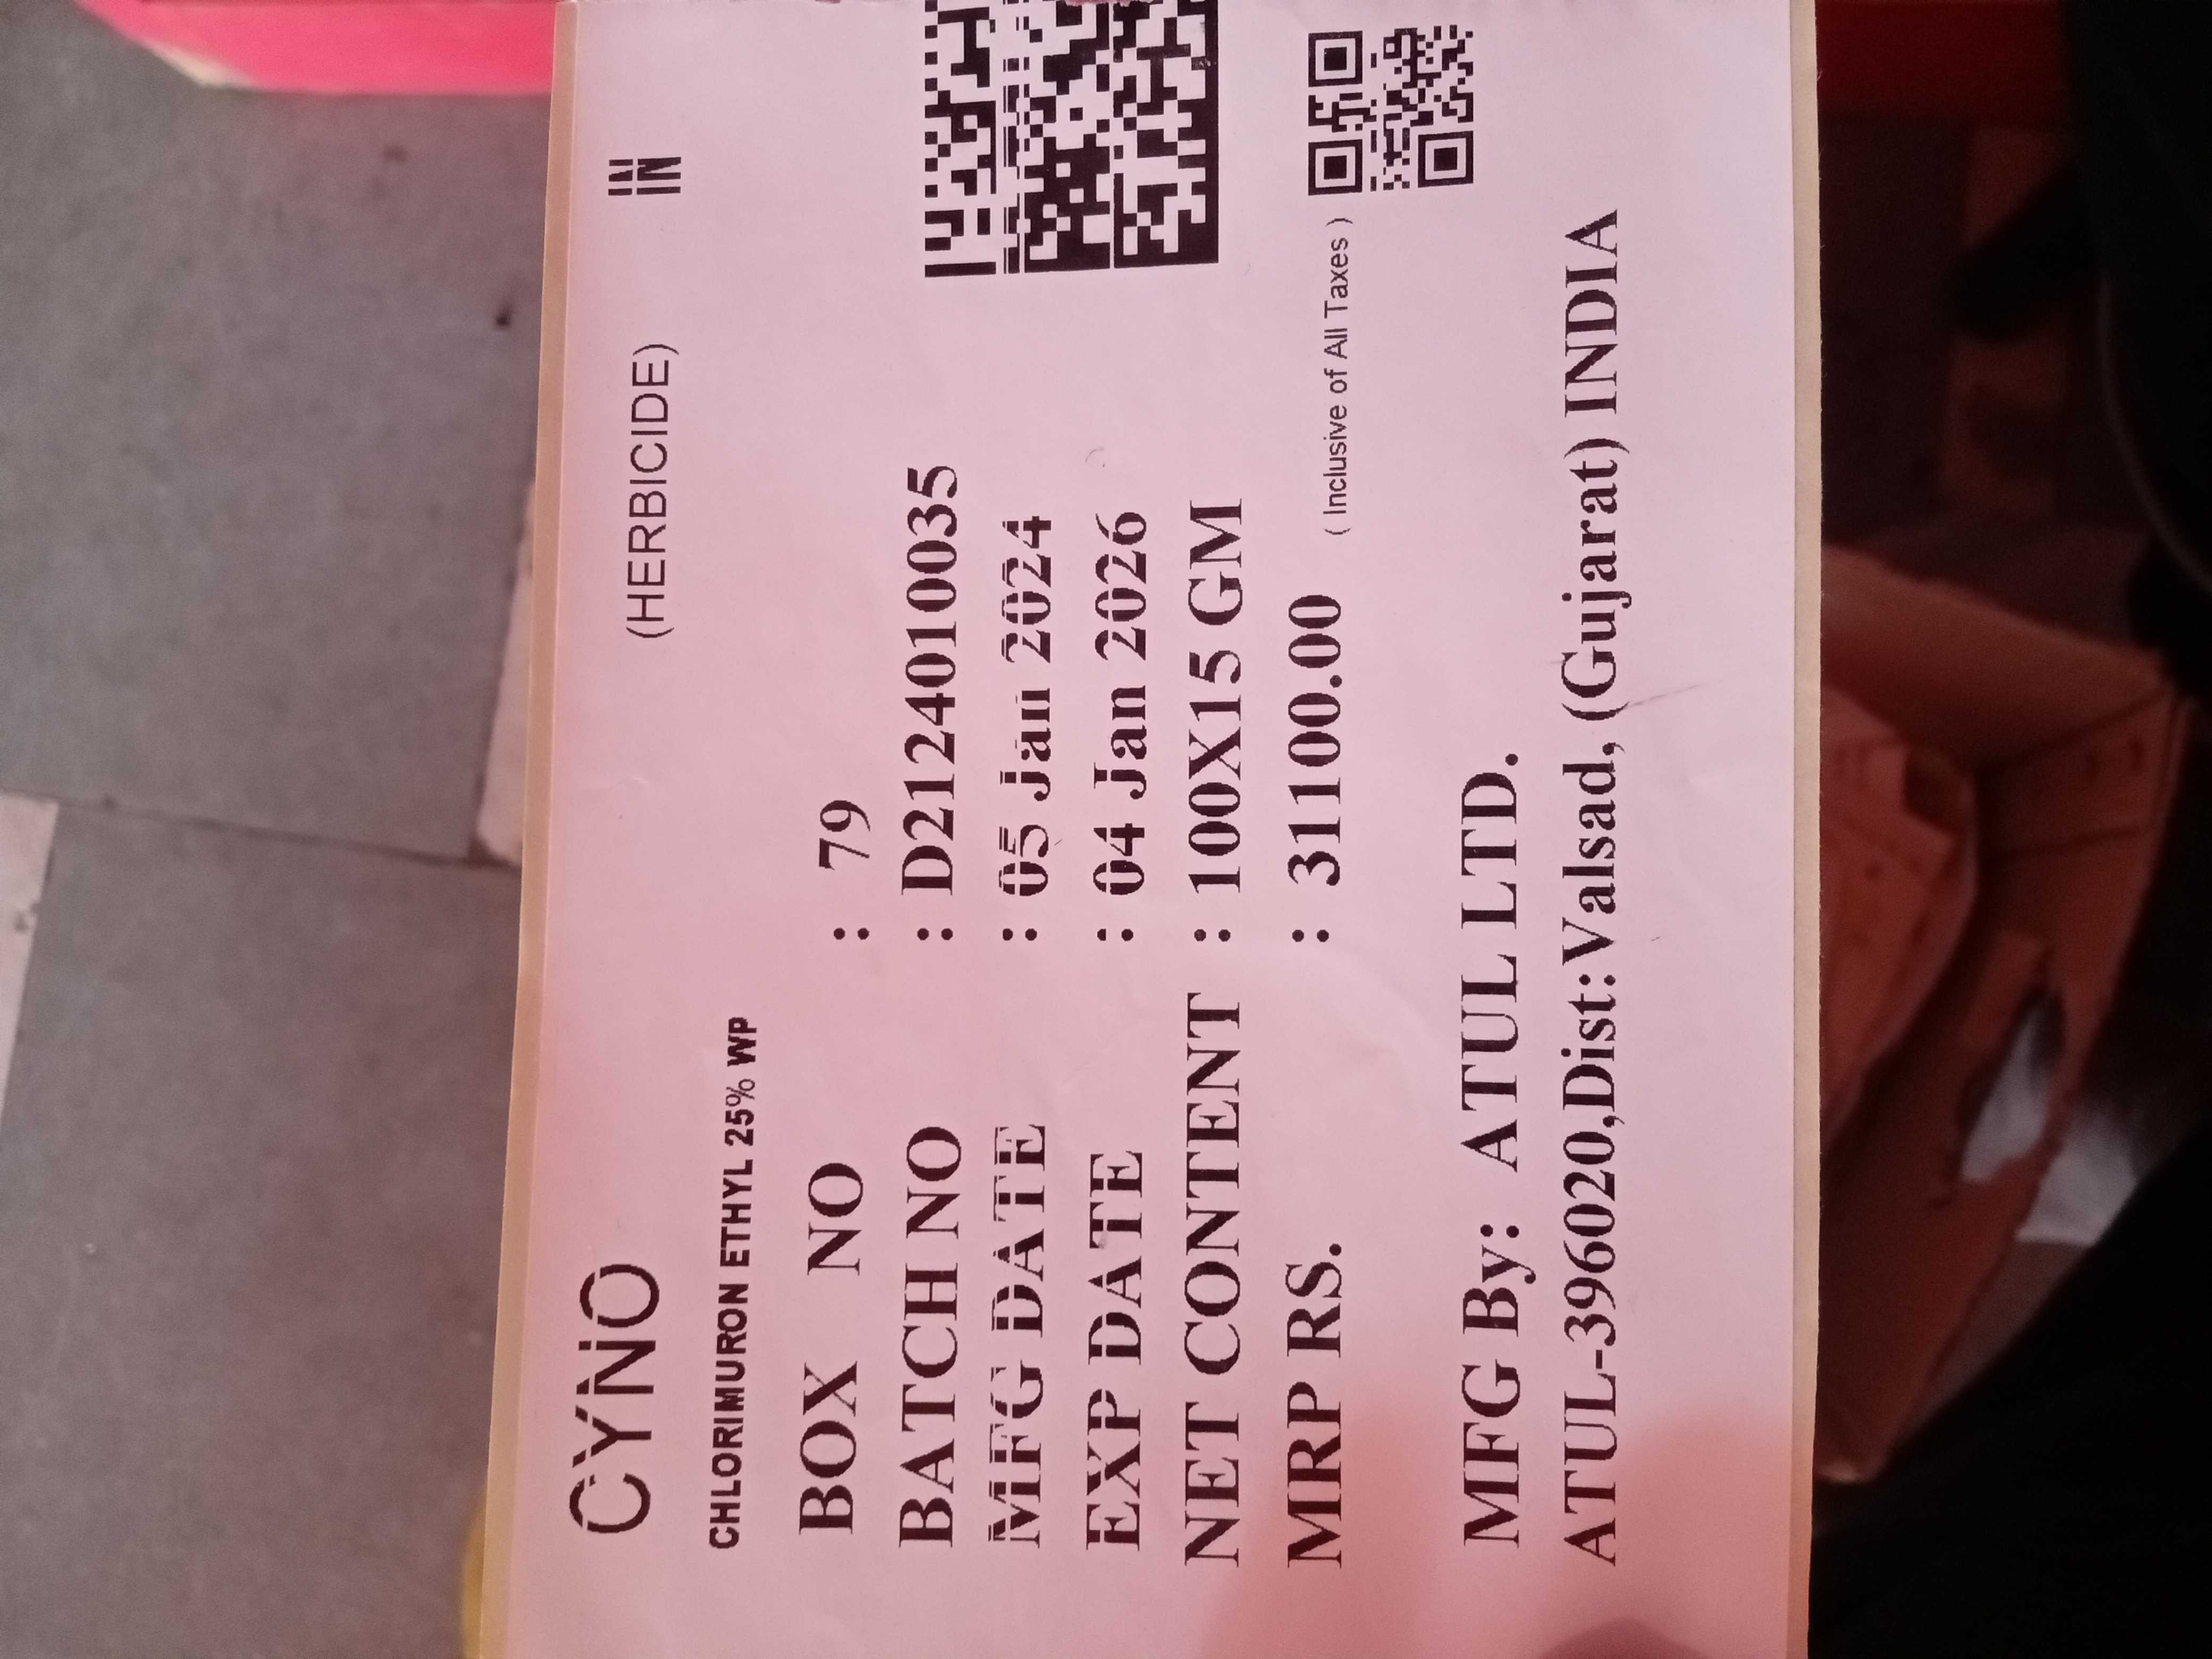 CYNO (HERBICIDE) IN
CHLORIMURON ETHYL 25% WP
BOX NO : 79
BATCH NO : D2124010035
MFG DATE : 05 Jan 2024
EXP DATE : 04 Jan 2026
NET CONTENT : 100X15 GM
MRP RS. : 31100.00 ( Inclusive of All Taxes )
MFG By: ATUL LTD.
ATUL-396020,Dist:Valsad, (Gujarat) INDIA